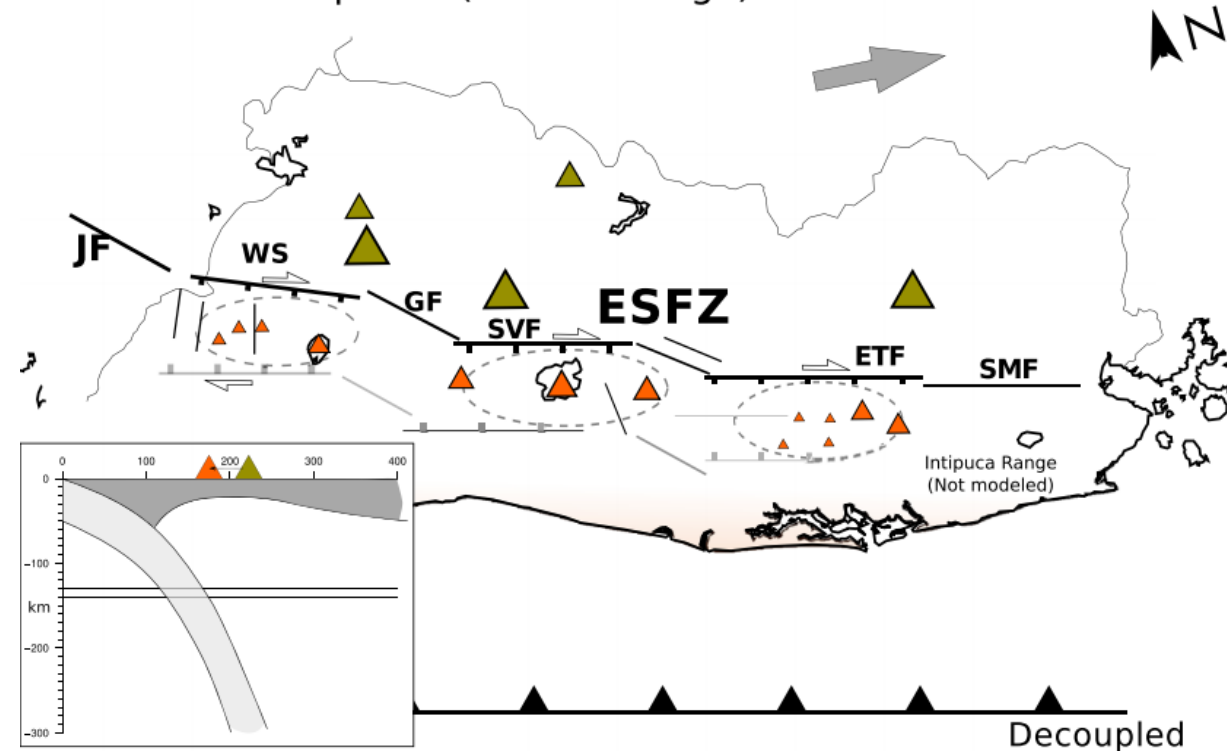 N
JF
WS
GF
SVF
ESFZ
ETF
SMF
Intipuca Range
(Not modeled)
0 100 200 300 400
0
−100
km
−200
−300
Decoupled